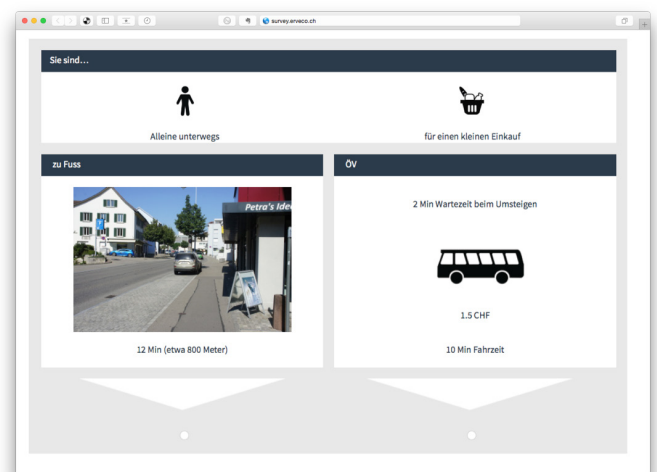 survey.erveco.ch
Sie sind...
Alleine unterwegs
für einen kleinen Einkauf
zu Fuss
ÖV
Petra's Ide
2 Min Wartezeit beim Umsteigen
1.5 CHF
12 Min (etwa 800 Meter)
10 Min Fahrzeit